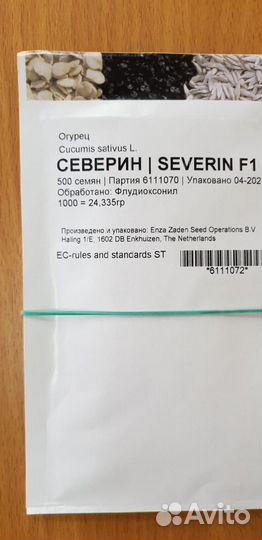 Огурец
Cucumis sativus L.
СЕВЕРИН | SEVERIN F1
500 семян | Партия 6111070 | Упаковано 04-202
Обработано: Флудиоксонил
1000 = 24,335гр
Произведено и упаковано: Enza Zaden Seed Operations B.V
Haling 1/E, 1602 DB Enkhuizen, The Netherlands
EC-rules and standards ST
*6111072*
Avito